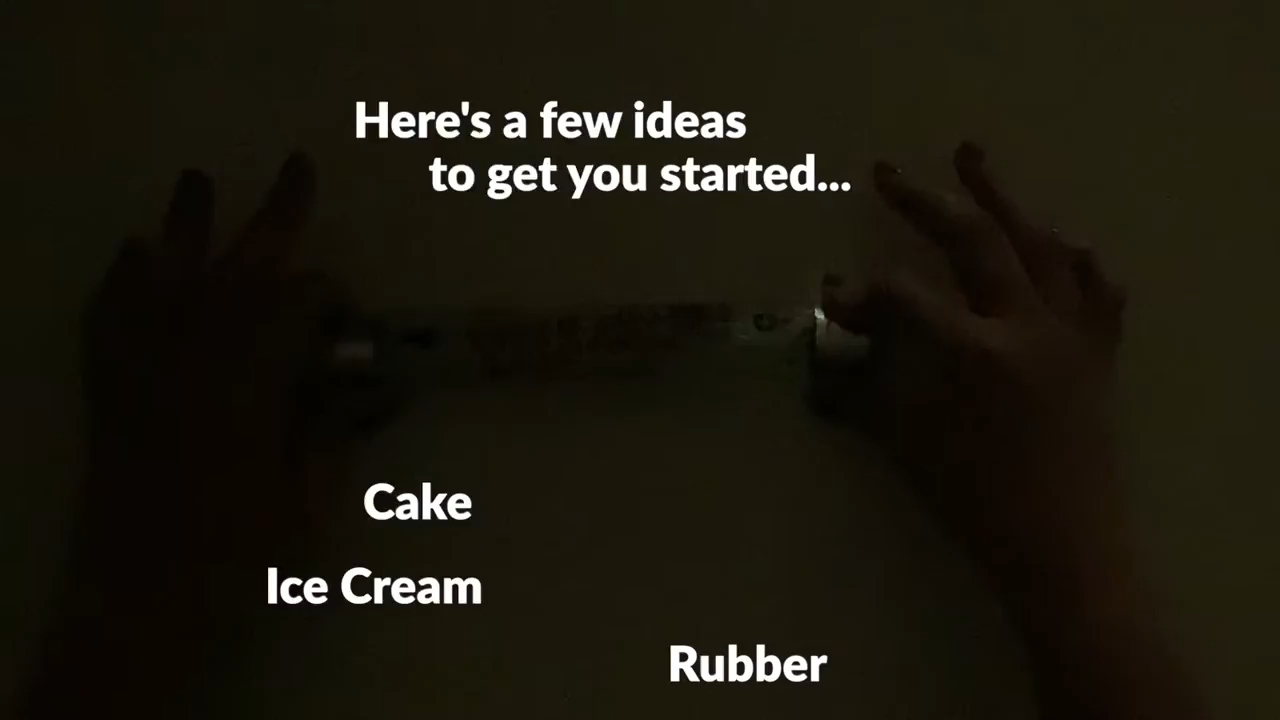 Here's a few ideas
to get you started...
Cake
Ice Cream
Rubber